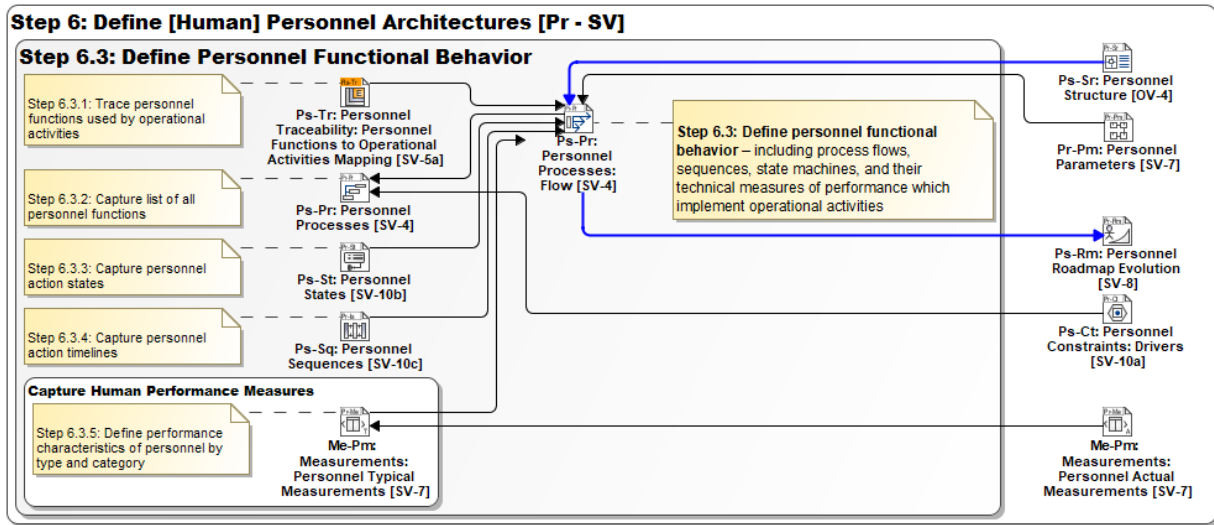 Step 6: Define [Human] Personnel Architectures [Pr - SV]
Step 6.3: Define Personnel Functional Behavior
Step 6.3.1: Trace personnel
functions used by operational
activities
Ps-Tr: Personnel
Traceability: Personnel
Functions to Operational
Activities Mapping [SV-5a]
Step 6.3.2: Capture list of all
personnel functions
Ps-Pr: Personnel
Processes [SV-4]
Step 6.3.3: Capture personnel
action states
Ps-St: Personnel
States [SV-10b]
Step 6.3.4: Capture personnel
action timelines
Ps-Sq: Personnel
Sequences [SV-10c]
Capture Human Performance Measures
Step 6.3.5: Define performance
characteristics of personnel by
type and category
Me-Pm:
Measurements:
Personnel Typical
Measurements [SV-7]
Ps-Pr:
Personnel
Processes:
Flow [SV-4]
Step 6.3: Define personnel functional
behavior – including process flows,
sequences, state machines, and their
technical measures of performance which
implement operational activities
Ps-Sr: Personnel
Structure [OV-4]
Pr-Pm: Personnel
Parameters [SV-7]
Ps-Rm: Personnel
Roadmap Evolution
[SV-8]
Ps-Ct: Personnel
Constraints: Drivers
[SV-10a]
Me-Pm:
Measurements:
Personnel Actual
Measurements [SV-7]